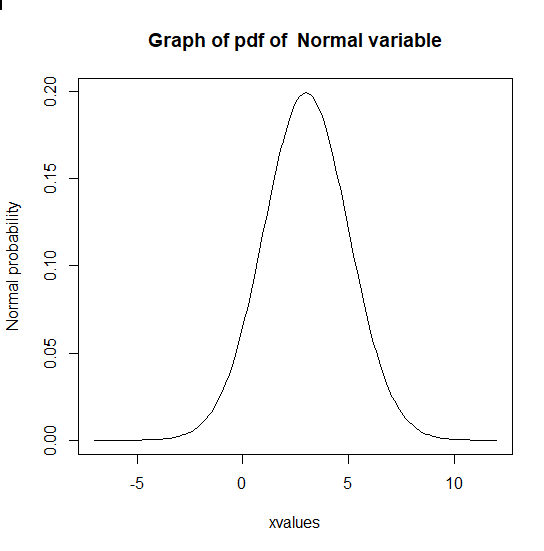 Graph of pdf of  Normal variable
Normal probability
0.20
0.15
0.10
0.05
0.00
-5 0 5 10
xvalues